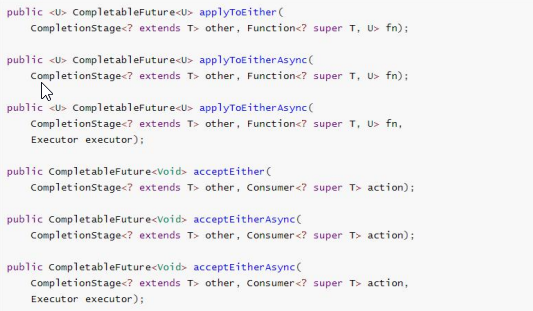 public <U> CompletableFuture<U> applyToEither(
CompletionStage<? extends T> other, Function<? super T, U> fn);
public <U> CompletableFuture<U> applyToEitherAsync(
CompletionStage<? extends T> other, Function<? super T, U> fn);
public <U> CompletableFuture<U> applyToEitherAsync(
CompletionStage<? extends T> other, Function<? super T, U> fn,
Executor executor);
public CompletableFuture<Void> acceptEither(
CompletionStage<? extends T> other, Consumer<? super T> action);
public CompletableFuture<Void> acceptEitherAsync(
CompletionStage<? extends T> other, Consumer<? super T> action);
public CompletableFuture<Void> acceptEitherAsync(
CompletionStage<? extends T> other, Consumer<? super T> action,
Executor executor);